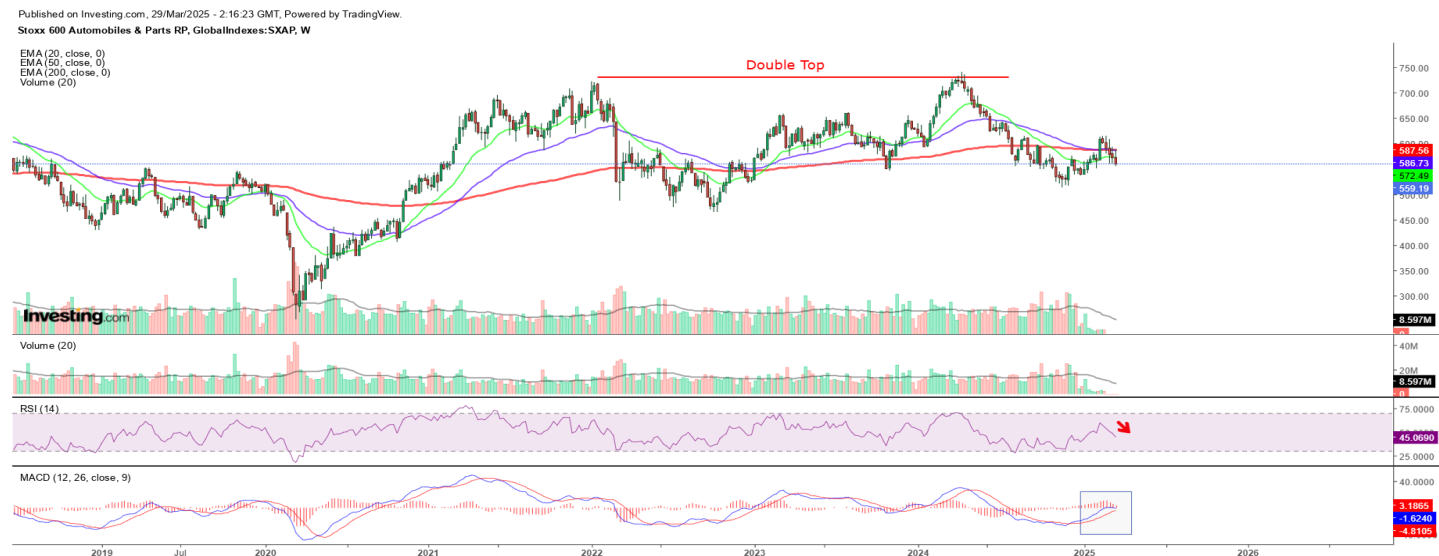 Published on Investing.com, 29/Mar/2025 - 2:16:23 GMT, Powered by TradingView.
Stoxx 600 Automobiles & Parts RP, GlobalIndexes:SXAP, W
EMA (20, close, 0)
EMA (50, close, 0)
EMA (200, close, 0)
Volume (20)
Double Top
750.00
700.00
650.00
587.56
586.73
572.49
559.19
500.00
450.00
400.00
350.00
300.00
Investing.com
8.597M
0
Volume (20)
40M
20M
8.597M
0
RSI (14)
75.0000
45.0690
25.0000
MACD (12, 26, close, 9)
40.0000
3.1865
-1.6240
-4.8105
2019 Jul 2020 2021 2022 2023 2024 2025 2026